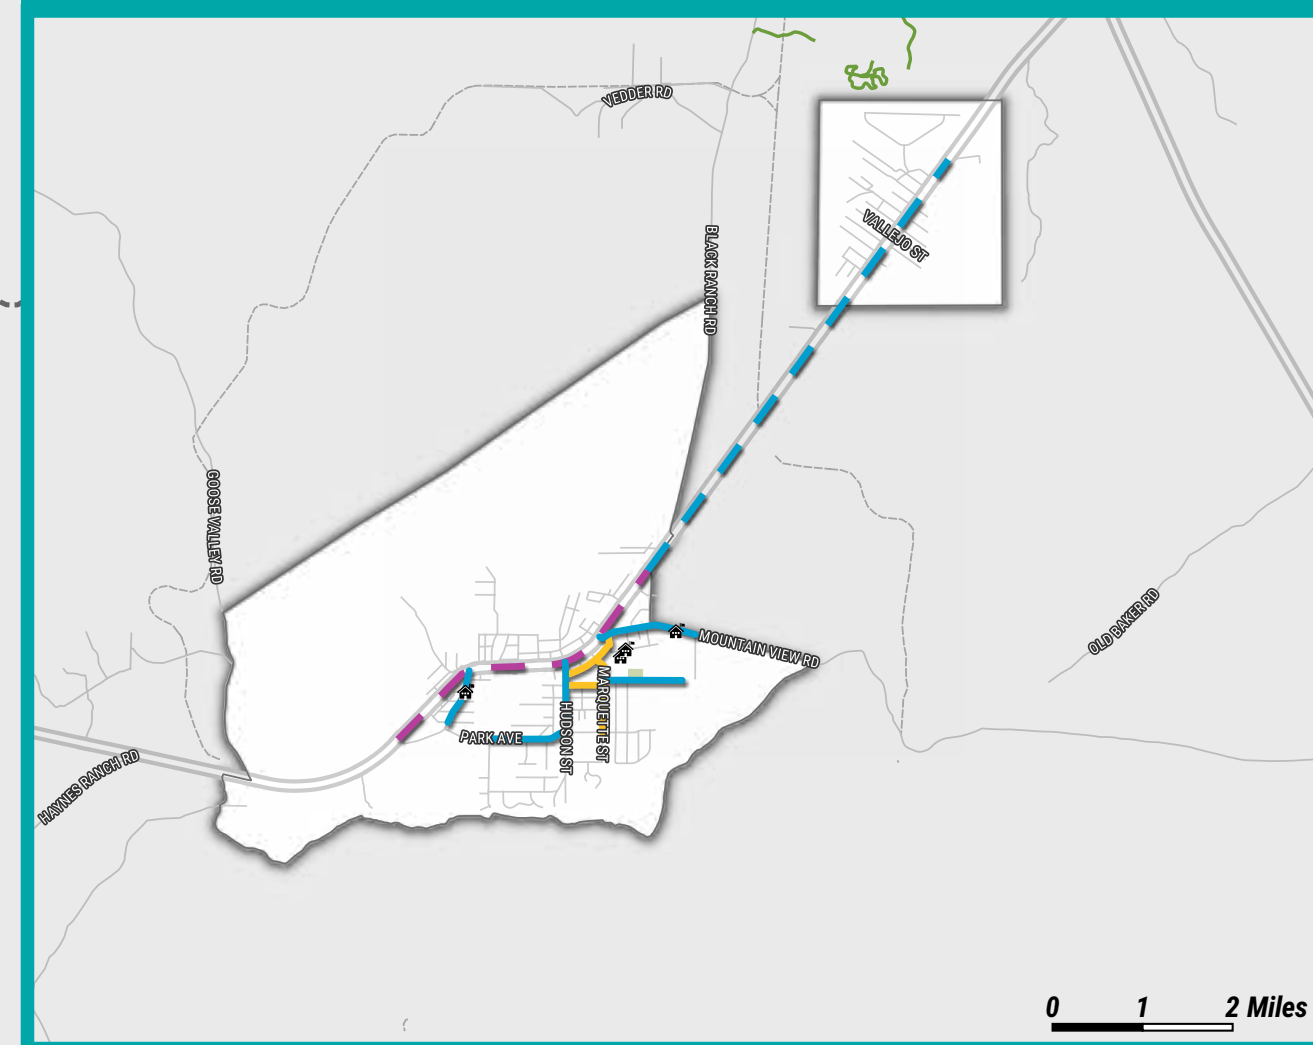 VEDDER RD
BLACK RANCH RD
VALLEJO ST
GOOSE VALLEY RD
OLD BAKER RD
MOUNTAIN VIEW RD
MARQUETTE ST
HUDSON ST
PARK AVE
HAYNES RANCH RD
0 1 2 Miles